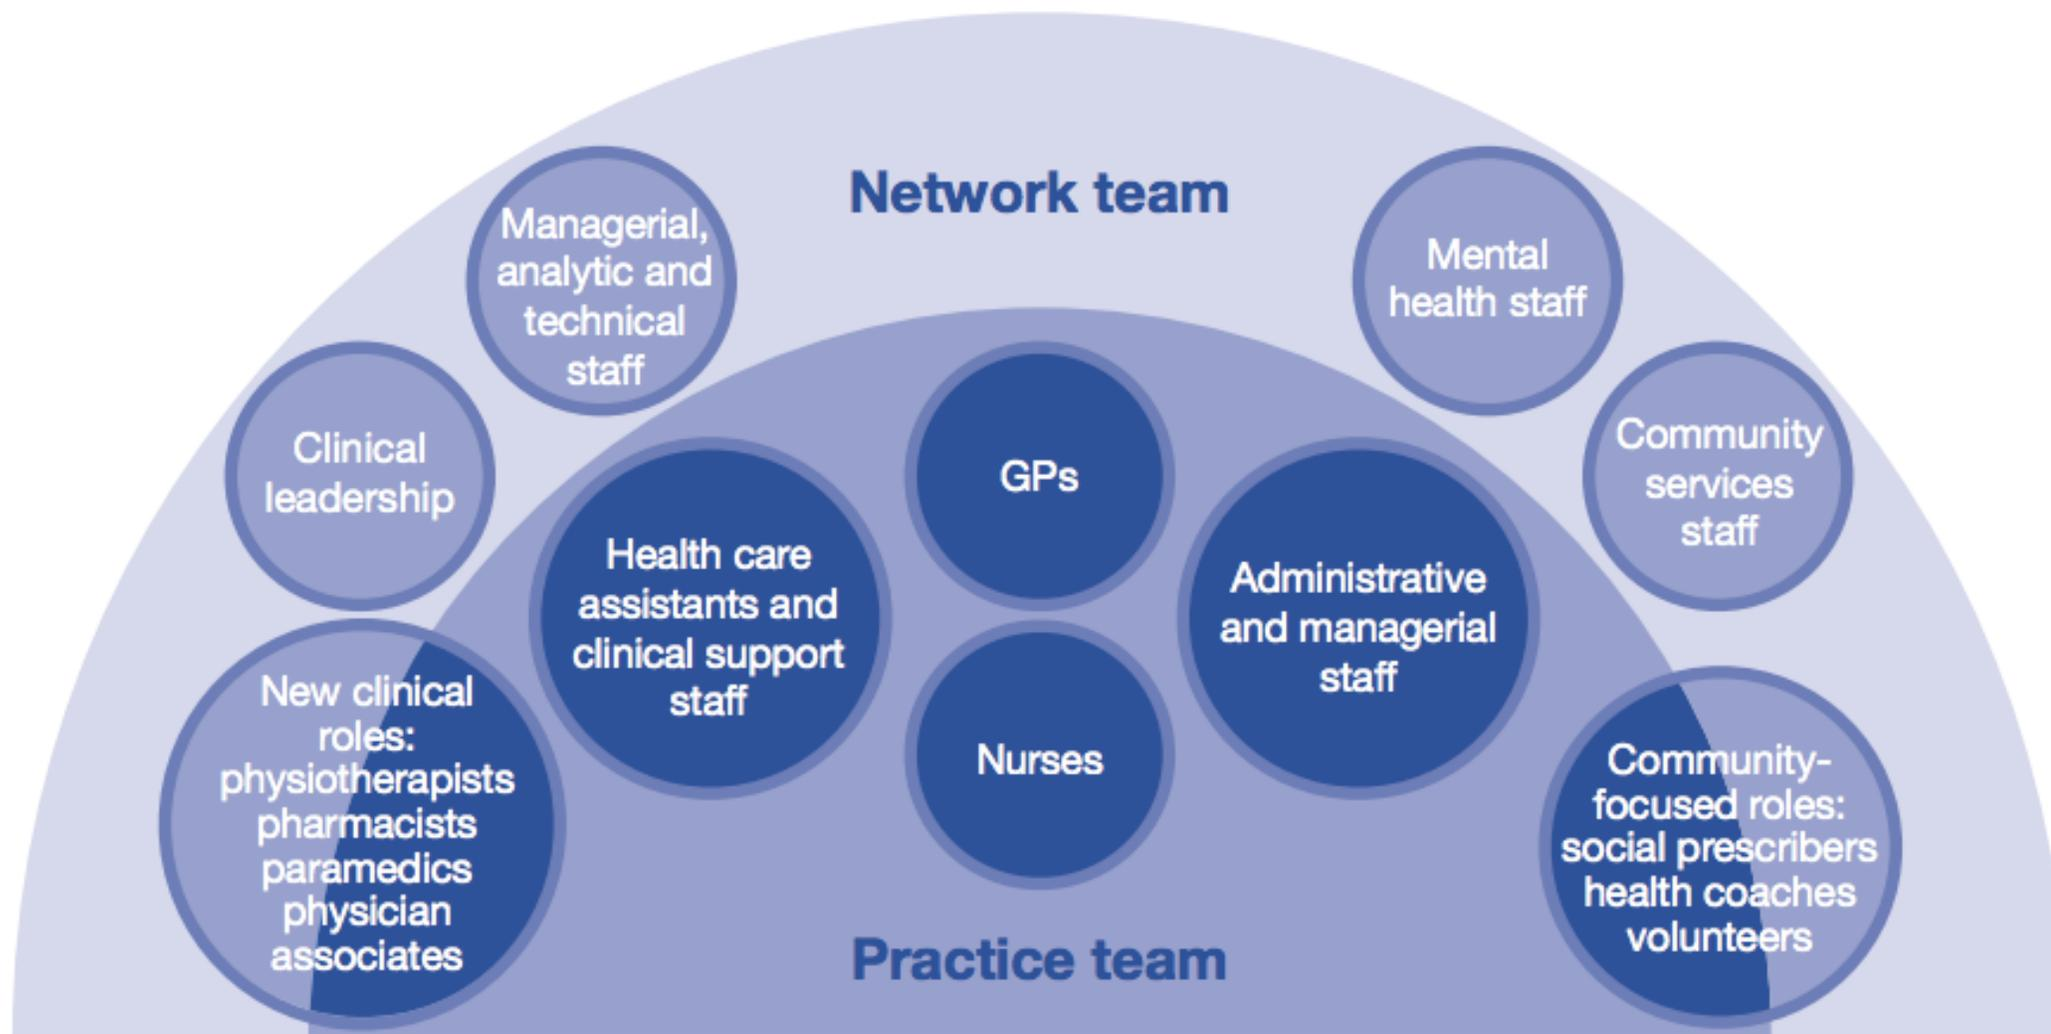 Network team
Managerial,
analytic and
technical
staff
Mental
health staff
Clinical
leadership
Community
services
staff
GPs
Health care
assistants and
clinical support
staff
Administrative
and managerial
staff
Nurses
New clinical
roles:
physiotherapists
pharmacists
paramedics
physician
associates
Community-
focused roles:
social prescribers
health coaches
volunteers
Practice team